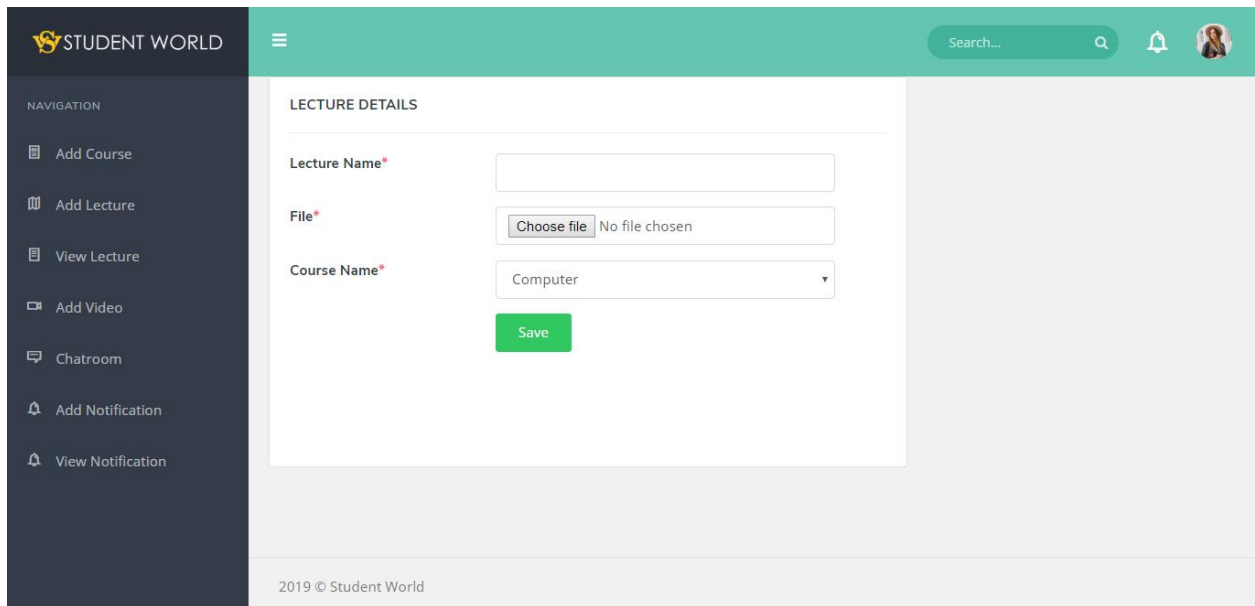 STUDENT WORLD
Search...
NAVIGATION
Add Course
Add Lecture
View Lecture
Add Video
Chatroom
Add Notification
View Notification
LECTURE DETAILS
Lecture Name*
File*
Choose file No file chosen
Course Name*
Computer
Save
2019 © Student World